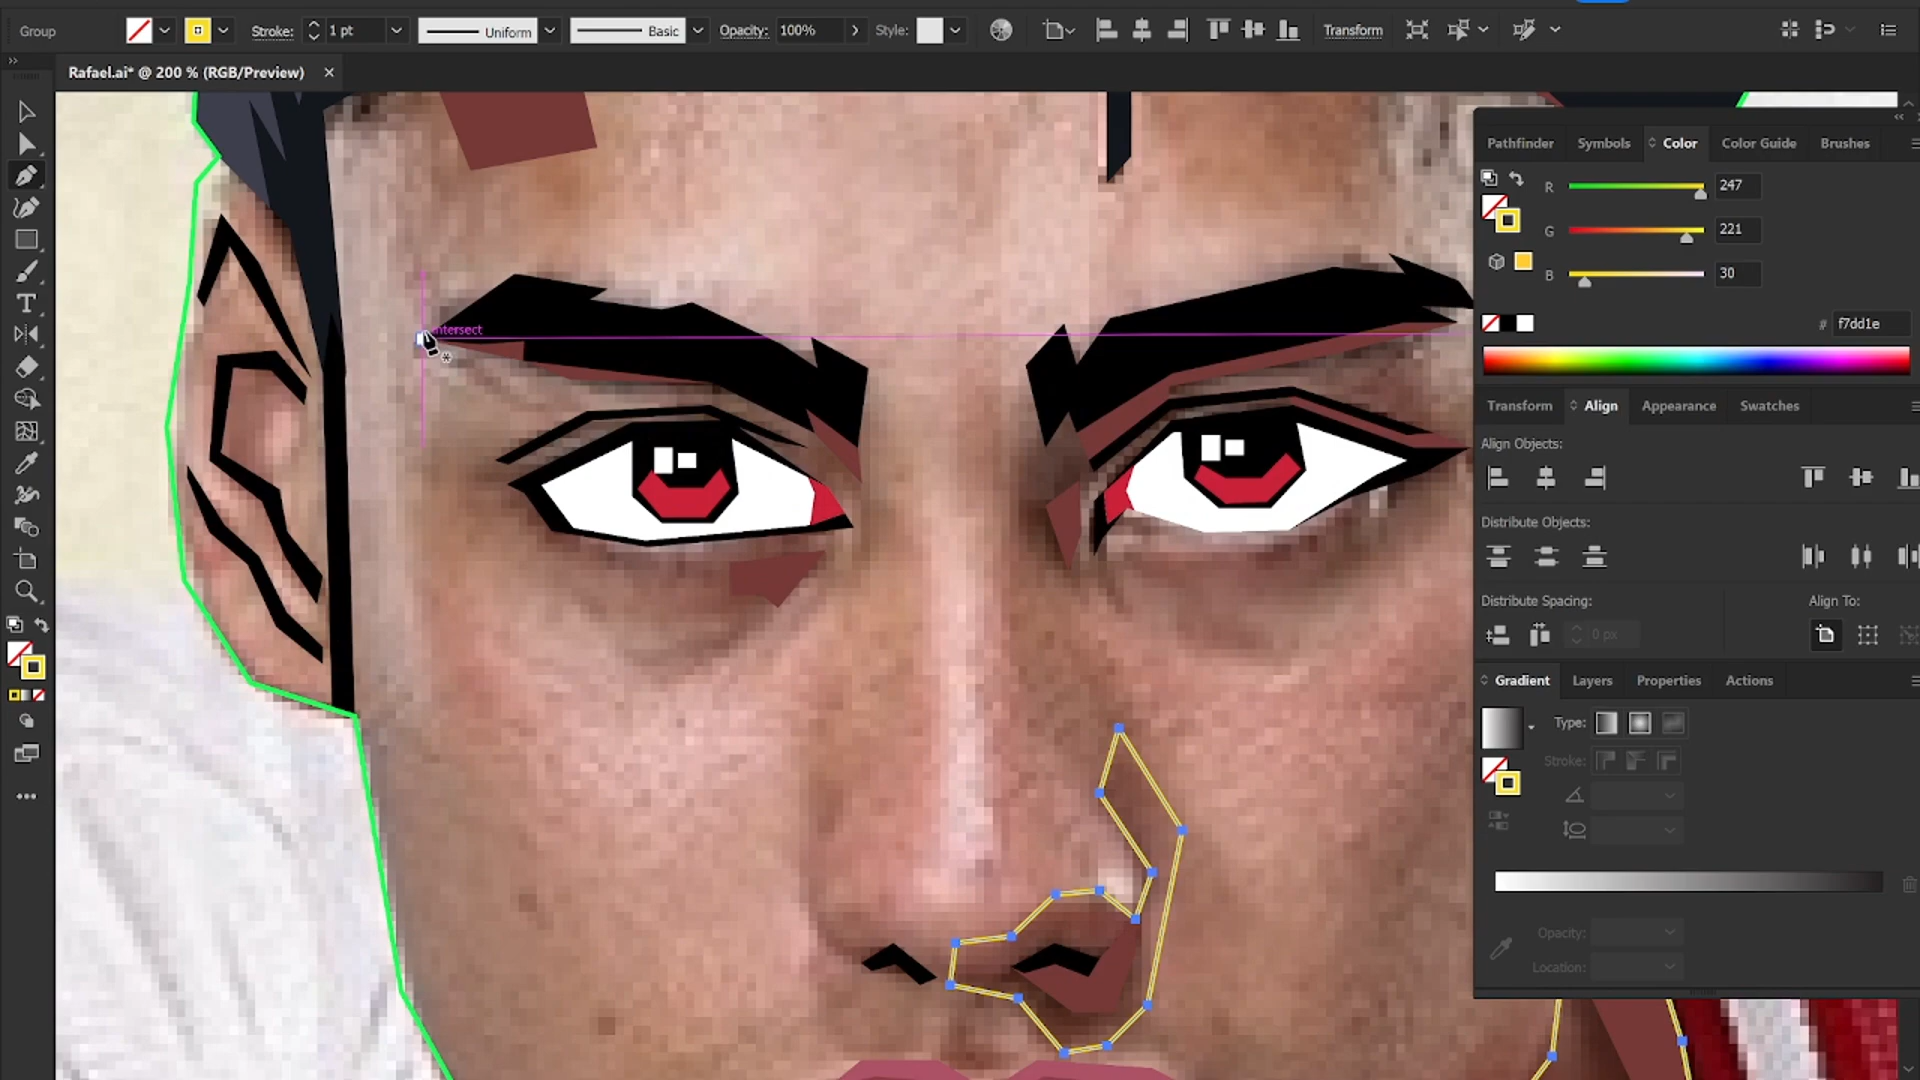 Group
Stroke: 1 pt
Uniform
Basic
Opacity: 100%
Style:
Transform
Rafael.ai* @ 200 % (RGB/Preview) ×
Pathfinder Symbols Color Color Guide Brushes
R 247
G 221
B 30
# f7dd1e
intersect
Transform Align Appearance Swatches
Align Objects:
Distribute Objects:
Distribute Spacing: Align To:
0 px
Gradient Layers Properties Actions
Type:
Stroke:
Opacity:
Location: